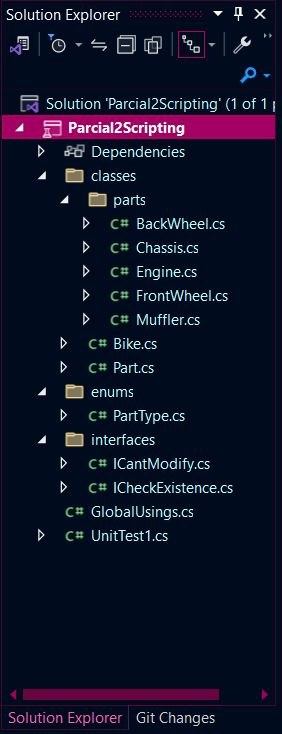 Solution Explorer
Solution 'Parcial2Scripting' (1 of 1 p
Parcial2Scripting
Dependencies
classes
parts
C# BackWheel.cs
C# Chassis.cs
C# Engine.cs
C# FrontWheel.cs
C# Muffler.cs
C# Bike.cs
C# Part.cs
enums
C# PartType.cs
interfaces
C# ICantModify.cs
C# ICheckExistence.cs
C# GlobalUsings.cs
C# UnitTest1.cs
Solution Explorer Git Changes